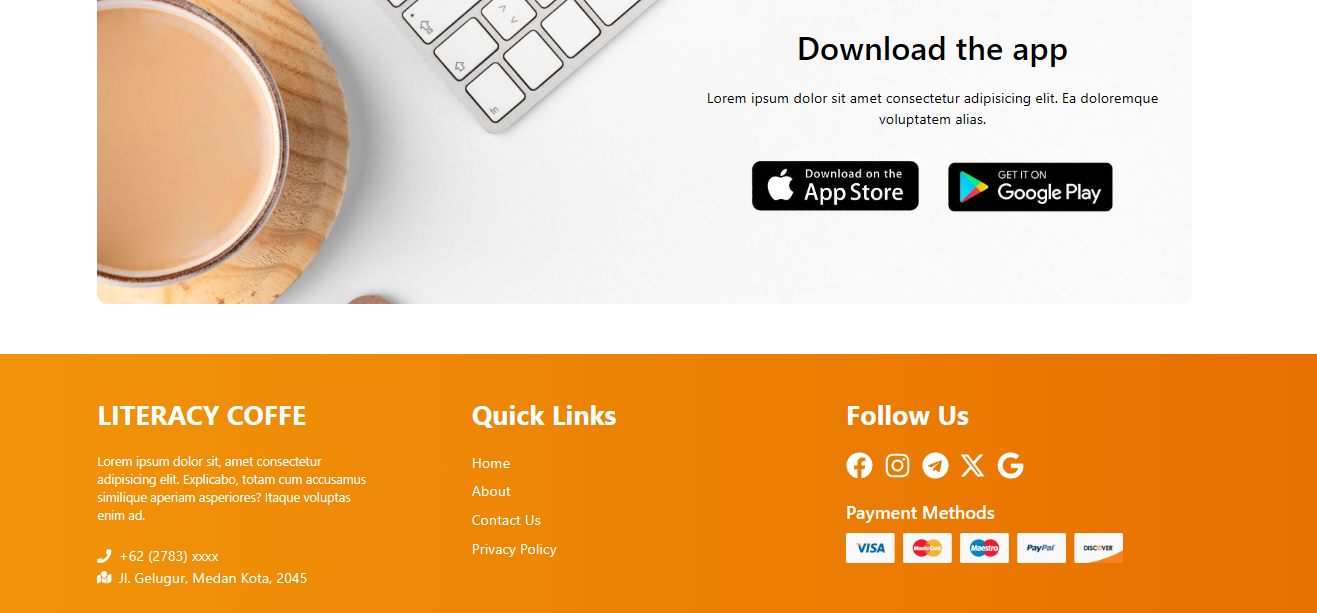 Download the app
Lorem ipsum dolor sit amet consectetur adipisicing elit. Ea doloremque
voluptatem alias.
Download on the
App Store
GET IT ON
Google Play
LITERACY COFFE
Lorem ipsum dolor sit, amet consectetur
adipisicing elit. Explicabo, totam cum accusamus
similique aperiam asperiores? Itaque voluptas
enim ad.
+62 (2783) xxxx
Jl. Gelugur, Medan Kota, 2045
Quick Links
Home
About
Contact Us
Privacy Policy
Follow Us
Payment Methods
VISA
MasterCard
Maestro
PayPal
DISCOVER